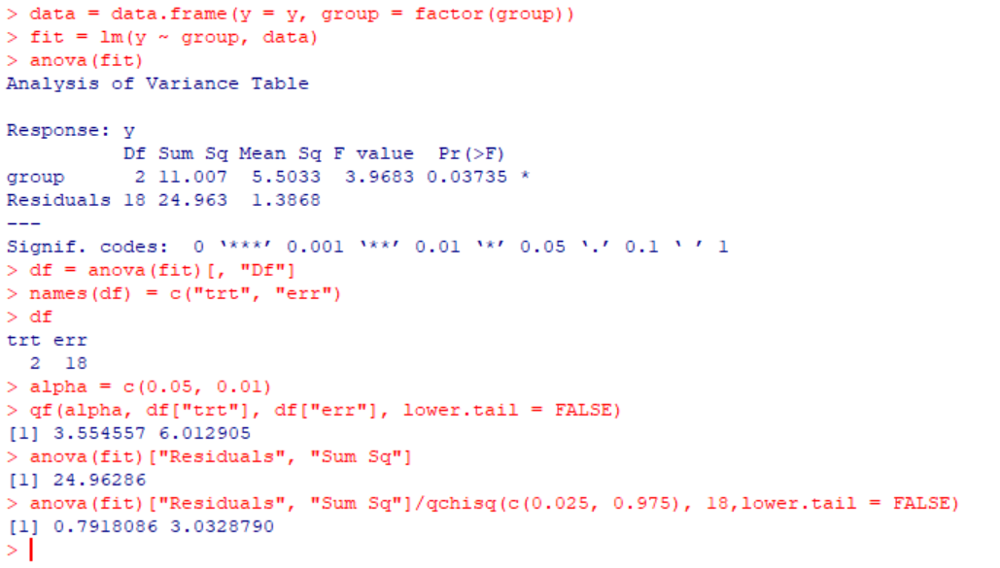 > data = data.frame(y = y, group = factor(group))
> fit = lm(y ~ group, data)
> anova(fit)
Analysis of Variance Table

Response: y
          Df Sum Sq Mean Sq F value  Pr(>F)
group      2 11.007  5.5033  3.9683 0.03735 *
Residuals 18 24.963  1.3868
---
Signif. codes:  0 ‘***’ 0.001 ‘**’ 0.01 ‘*’ 0.05 ‘.’ 0.1 ‘ ’ 1
> df = anova(fit)[, "Df"]
> names(df) = c("trt", "err")
> df
trt err
  2  18
> alpha = c(0.05, 0.01)
> qf(alpha, df["trt"], df["err"], lower.tail = FALSE)
[1] 3.554557 6.012905
> anova(fit)["Residuals", "Sum Sq"]
[1] 24.96286
> anova(fit)["Residuals", "Sum Sq"]/qchisq(c(0.025, 0.975), 18,lower.tail = FALSE)
[1] 0.7918086 3.0328790
>